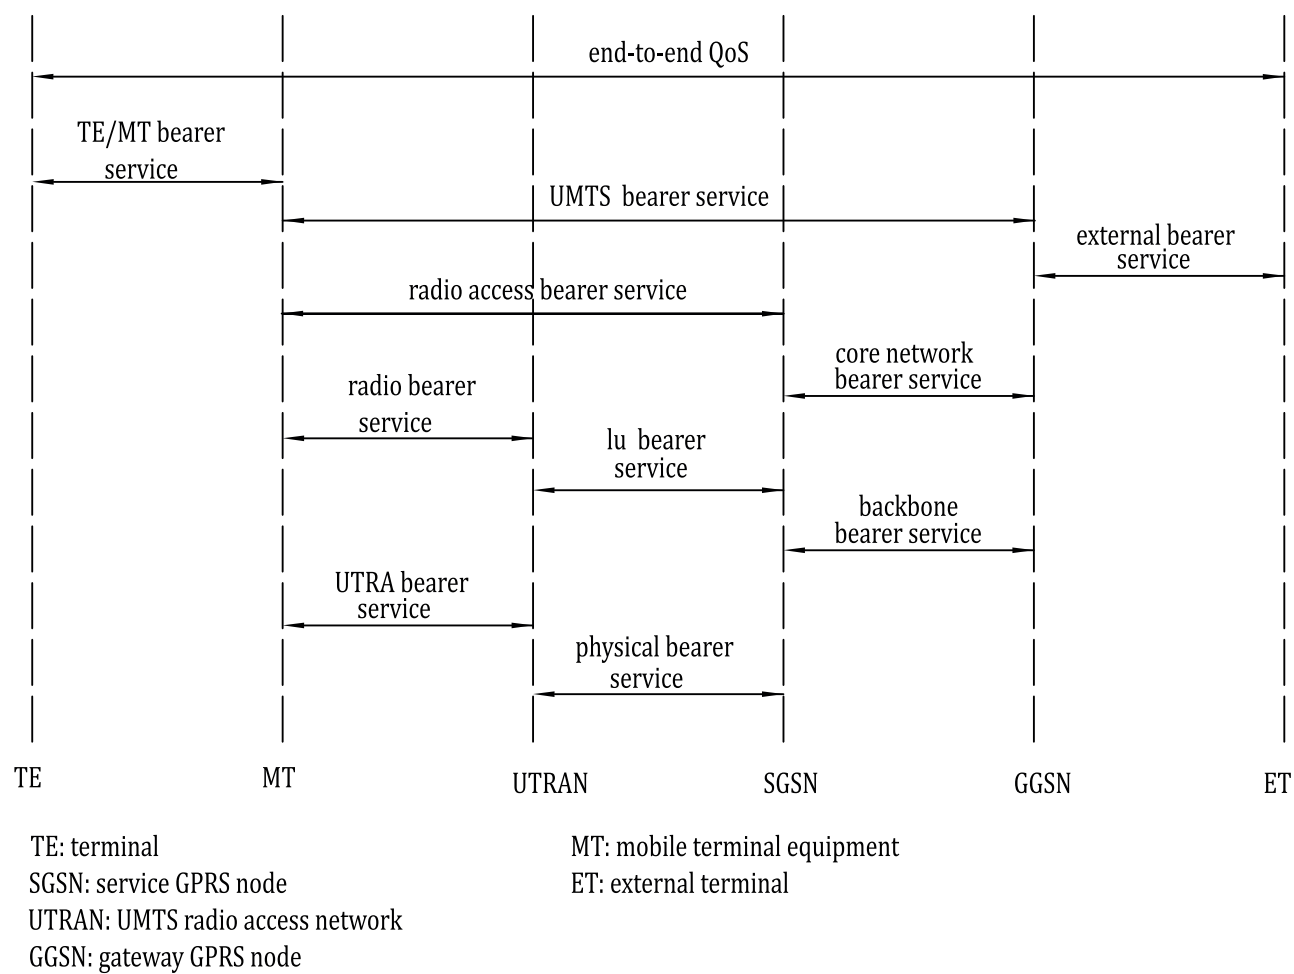 end-to-end QoS
TE/MT bearer
service
UMTS bearer service
external bearer
service
radio access bearer service
core network
bearer service
radio bearer
service
lu bearer
service
backbone
bearer service
UTRA bearer
service
physical bearer
service
TE
MT
UTRAN
SGSN
GGSN
ET
TE: terminal
MT: mobile terminal equipment
SGSN: service GPRS node
ET: external terminal
UTRAN: UMTS radio access network
GGSN: gateway GPRS node